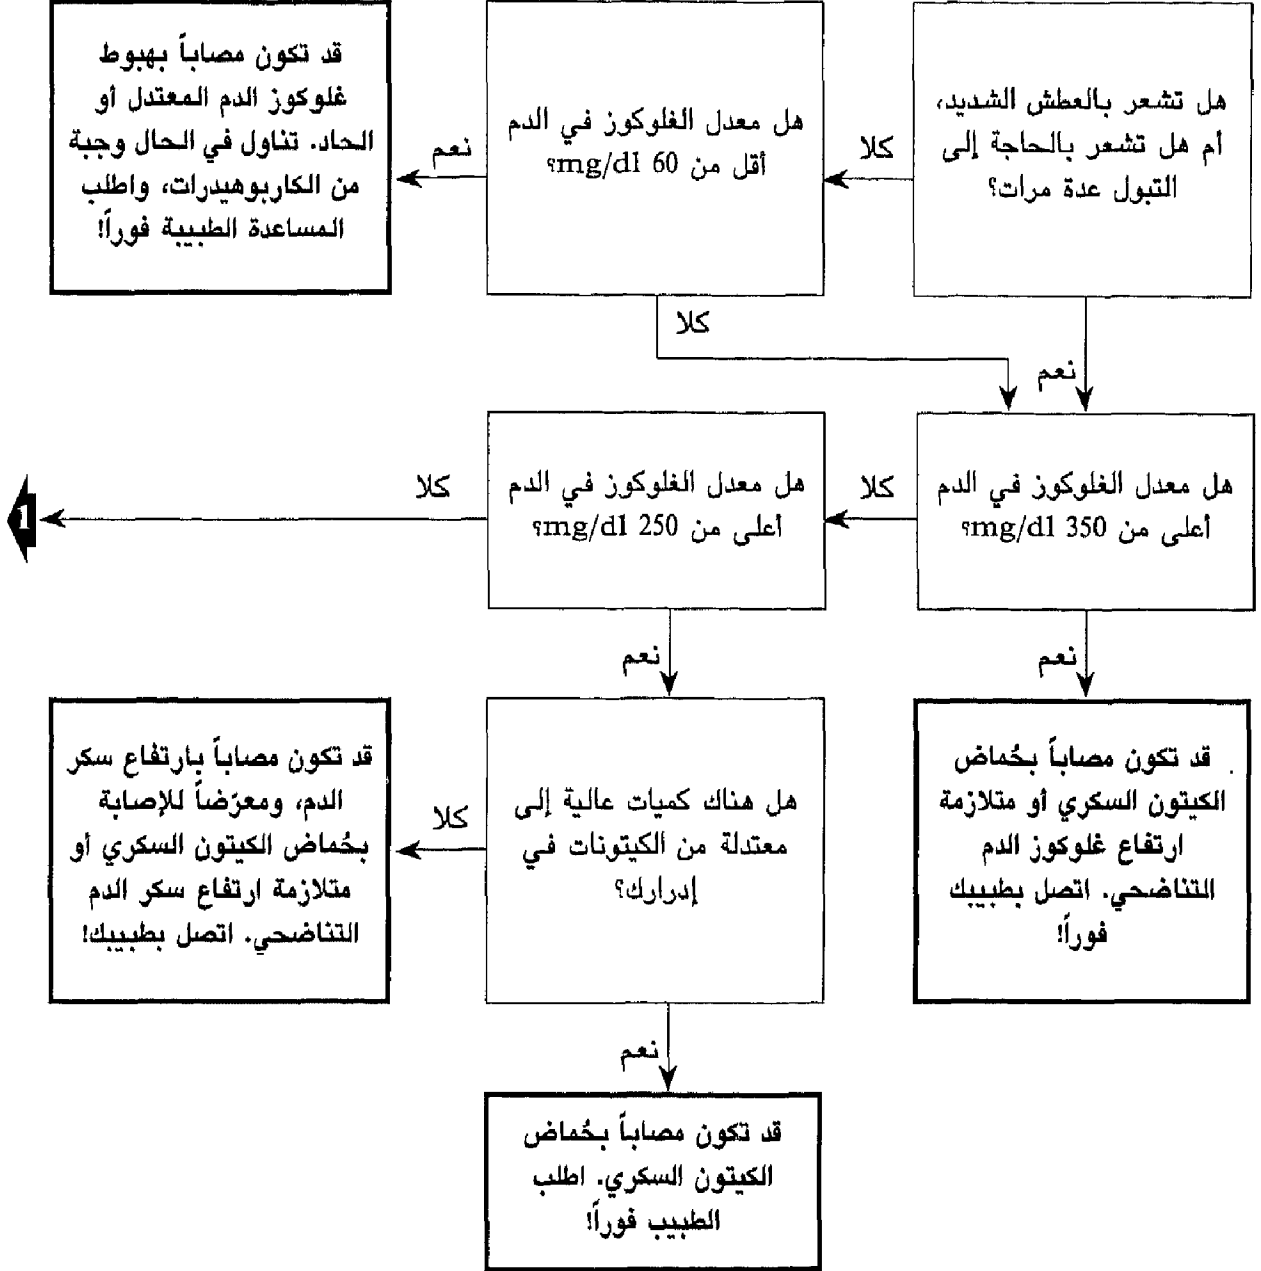 هل تشعر بالعطش الشديد،
أم هل تشعر بالحاجة إلى
التبول عدة مرات؟
كلا
هل معدل الغلوكوز في الدم
أقل من 60 mg/dl؟
نعم
قد تكون مصاباً بهبوط
غلوكوز الدم المعتدل أو
الحاد. تناول في الحال وجبة
من الكاربوهيدرات، واطلب
المساعدة الطبيبة فوراً!
كلا
نعم
هل معدل الغلوكوز في الدم
أعلى من 350 mg/dl؟
كلا
هل معدل الغلوكوز في الدم
أعلى من 250 mg/dl؟
كلا
1
نعم
نعم
قد تكون مصاباً بحُماض
الكيتون السكري أو متلازمة
ارتفاع غلوكوز الدم
التناضحي. اتصل بطبيبك
فوراً!
هل هناك كميات عالية إلى
معتدلة من الكيتونات في
إدرارك؟
كلا
قد تكون مصاباً بارتفاع سكر
الدم، ومعرّضاً للإصابة
بحُماض الكيتون السكري أو
متلازمة ارتفاع سكر الدم
التناضحي. اتصل بطبيبك!
نعم
قد تكون مصاباً بحُماض
الكيتون السكري. اطلب
الطبيب فوراً!